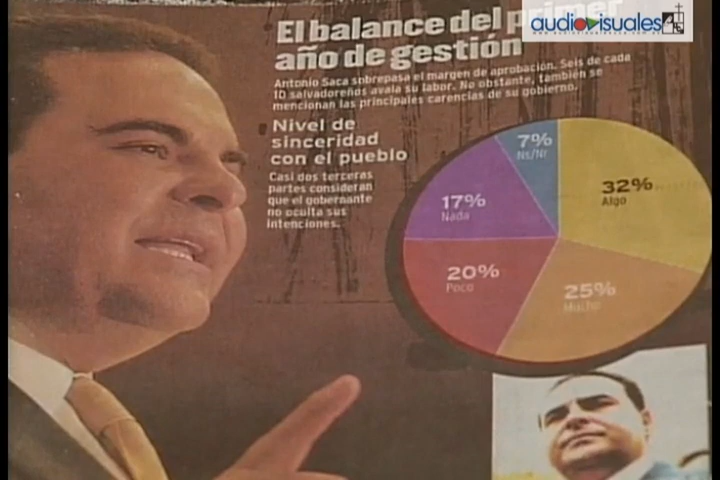 El balance del primer
año de gestión
Antonio Saca sobrepasa el margen de aprobación. Seis de cada
10 salvadoreños avala su labor. No obstante, también se
mencionan las principales carencias de su gobierno.
Nivel de
sinceridad
con el pueblo
Casi dos terceras
partes consideran
que el gobernante
no oculta sus
intenciones.
7%
Ns/Nr
32%
Algo
17%
Nada
20%
Poco
25%
Mucho
audiovisuales